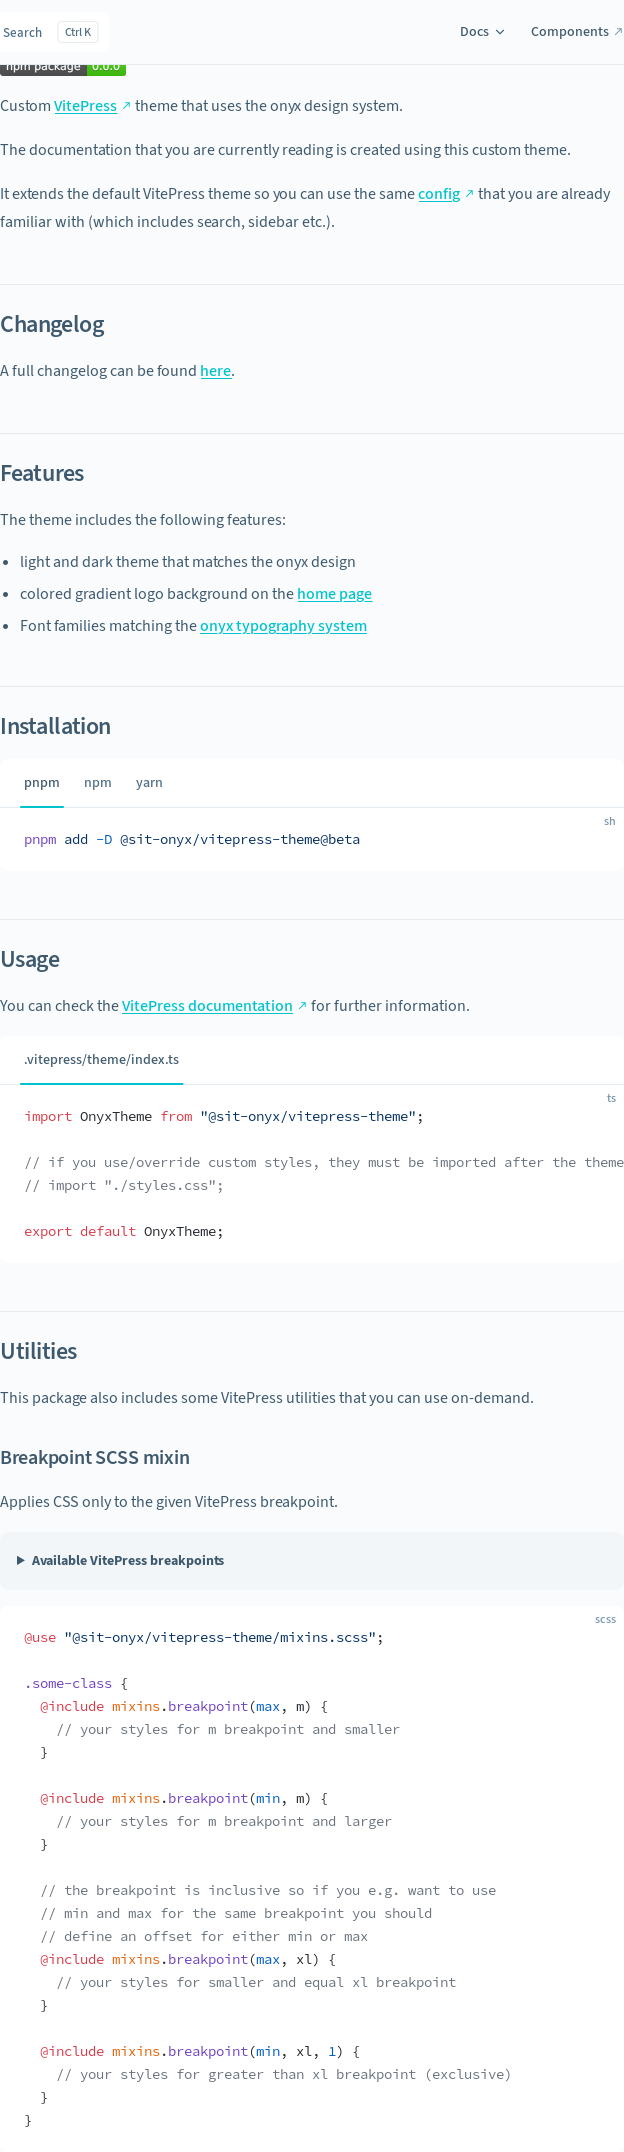 Search Ctrl K Docs Components
npm package 0.0.0
Custom VitePress theme that uses the onyx design system.
The documentation that you are currently reading is created using this custom theme.
It extends the default VitePress theme so you can use the same config that you are already
familiar with (which includes search, sidebar etc.).
Changelog
A full changelog can be found here.
Features
The theme includes the following features:
• light and dark theme that matches the onyx design
• colored gradient logo background on the home page
• Font families matching the onyx typography system
Installation
pnpm npm yarn
sh
pnpm add -D @sit-onyx/vitepress-theme@beta
Usage
You can check the VitePress documentation for further information.
.vitepress/theme/index.ts
ts
import OnyxTheme from "@sit-onyx/vitepress-theme";
// if you use/override custom styles, they must be imported after the theme
// import "./styles.css";
export default OnyxTheme;
Utilities
This package also includes some VitePress utilities that you can use on-demand.
Breakpoint SCSS mixin
Applies CSS only to the given VitePress breakpoint.
Available VitePress breakpoints
scss
@use "@sit-onyx/vitepress-theme/mixins.scss";
.some-class {
  @include mixins.breakpoint(max, m) {
    // your styles for m breakpoint and smaller
  }
  @include mixins.breakpoint(min, m) {
    // your styles for m breakpoint and larger
  }
  // the breakpoint is inclusive so if you e.g. want to use
  // min and max for the same breakpoint you should
  // define an offset for either min or max
  @include mixins.breakpoint(max, xl) {
    // your styles for smaller and equal xl breakpoint
  }
  @include mixins.breakpoint(min, xl, 1) {
    // your styles for greater than xl breakpoint (exclusive)
  }
}